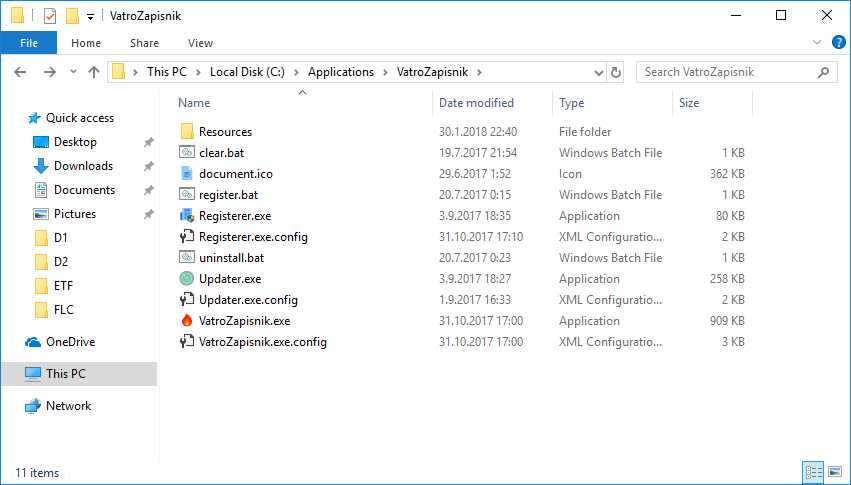 VatroZapisnik
File Home Share View
This PC Local Disk (C:) Applications VatroZapisnik Search VatroZapisnik
Name Date modified Type Size
Quick access
Desktop
Downloads
Documents
Pictures
D1
D2
ETF
FLC
OneDrive
This PC
Network
Resources 30.1.2018 22:40 File folder
clear.bat 19.7.2017 21:54 Windows Batch File 1 KB
document.ico 29.6.2017 1:52 Icon 362 KB
register.bat 20.7.2017 0:15 Windows Batch File 1 KB
Registerer.exe 3.9.2017 18:35 Application 80 KB
Registerer.exe.config 31.10.2017 17:10 XML Configuratio... 2 KB
uninstall.bat 20.7.2017 0:23 Windows Batch File 1 KB
Updater.exe 3.9.2017 18:27 Application 258 KB
Updater.exe.config 1.9.2017 16:33 XML Configuratio... 2 KB
VatroZapisnik.exe 31.10.2017 17:00 Application 909 KB
VatroZapisnik.exe.config 31.10.2017 17:00 XML Configuratio... 3 KB
11 items